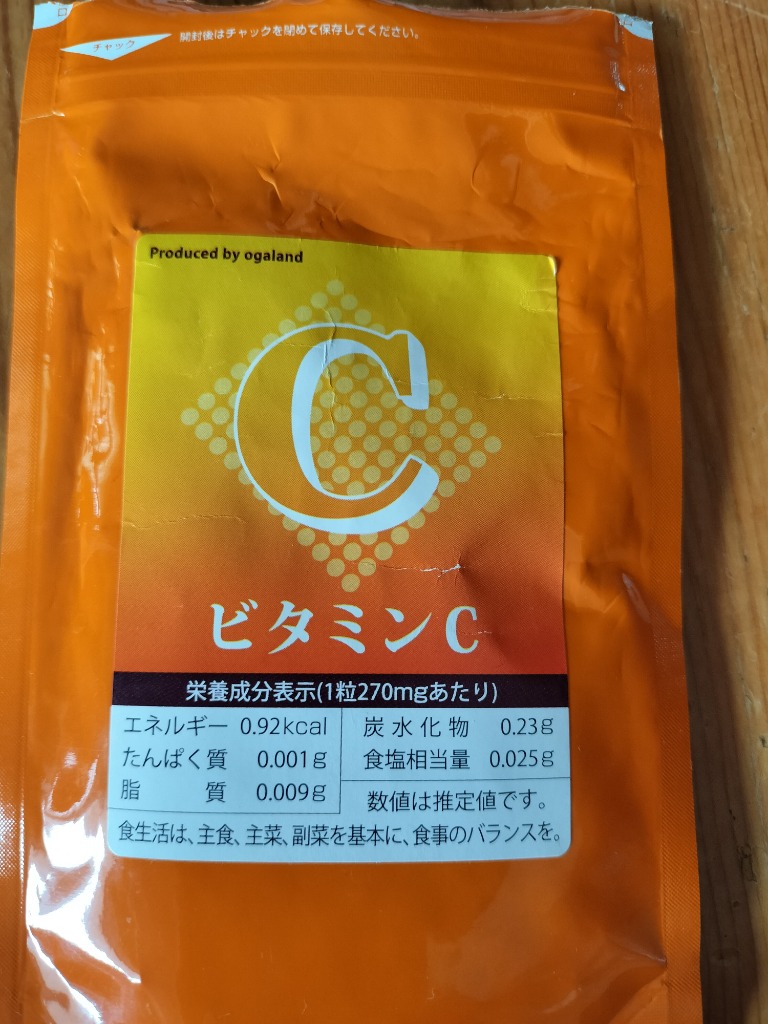 チャック
開封後はチャックを閉めて保存してください。
Produced by ogaland
C
ビタミンC
栄養成分表示(1粒270mgあたり)
エネルギー 0.92kcal
たんぱく質 0.001g
脂質 0.009g
炭水化物 0.23g
食塩相当量 0.025g
数値は推定値です。
食生活は、主食、主菜、副菜を基本に、食事のバランスを。